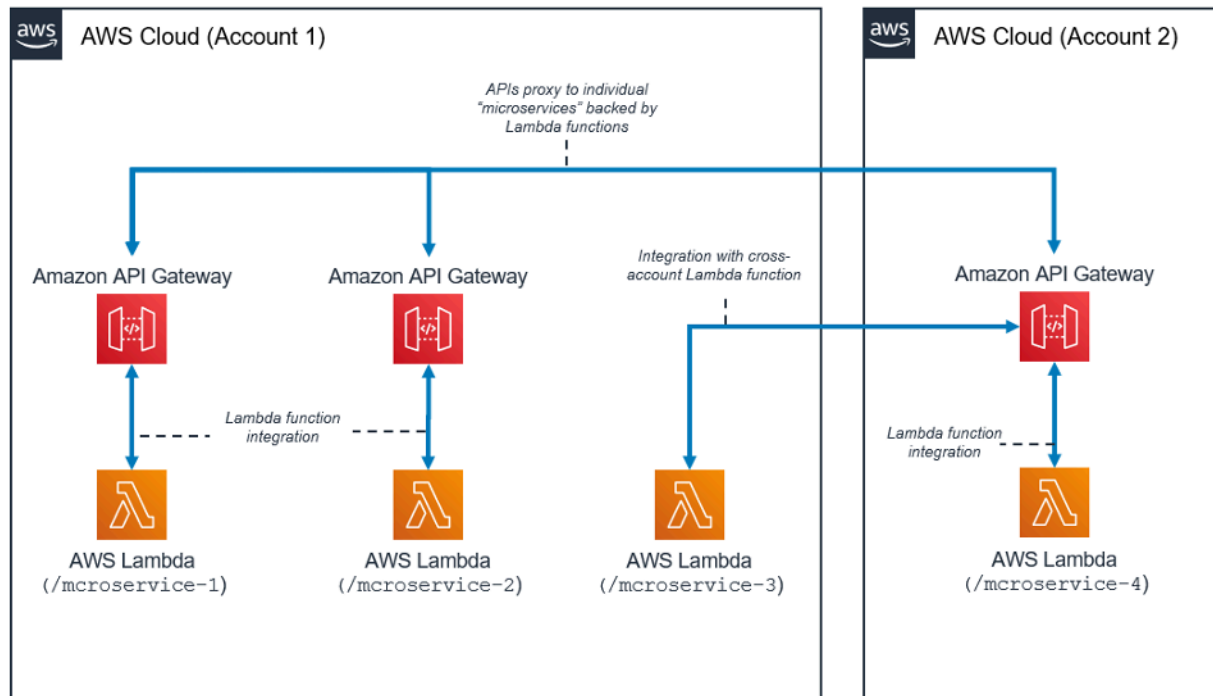 aws
AWS Cloud (Account 1)
aws
AWS Cloud (Account 2)
APIs proxy to individual
“microservices” backed by
Lambda functions
Amazon API Gateway
Amazon API Gateway
Integration with cross-
account Lambda function
Amazon API Gateway
</>
</>
</>
Lambda function
integration
Lambda function
integration
AWS Lambda
(/mcroservice-1)
AWS Lambda
(/mcroservice-2)
AWS Lambda
(/mcroservice-3)
AWS Lambda
(/mcroservice-4)